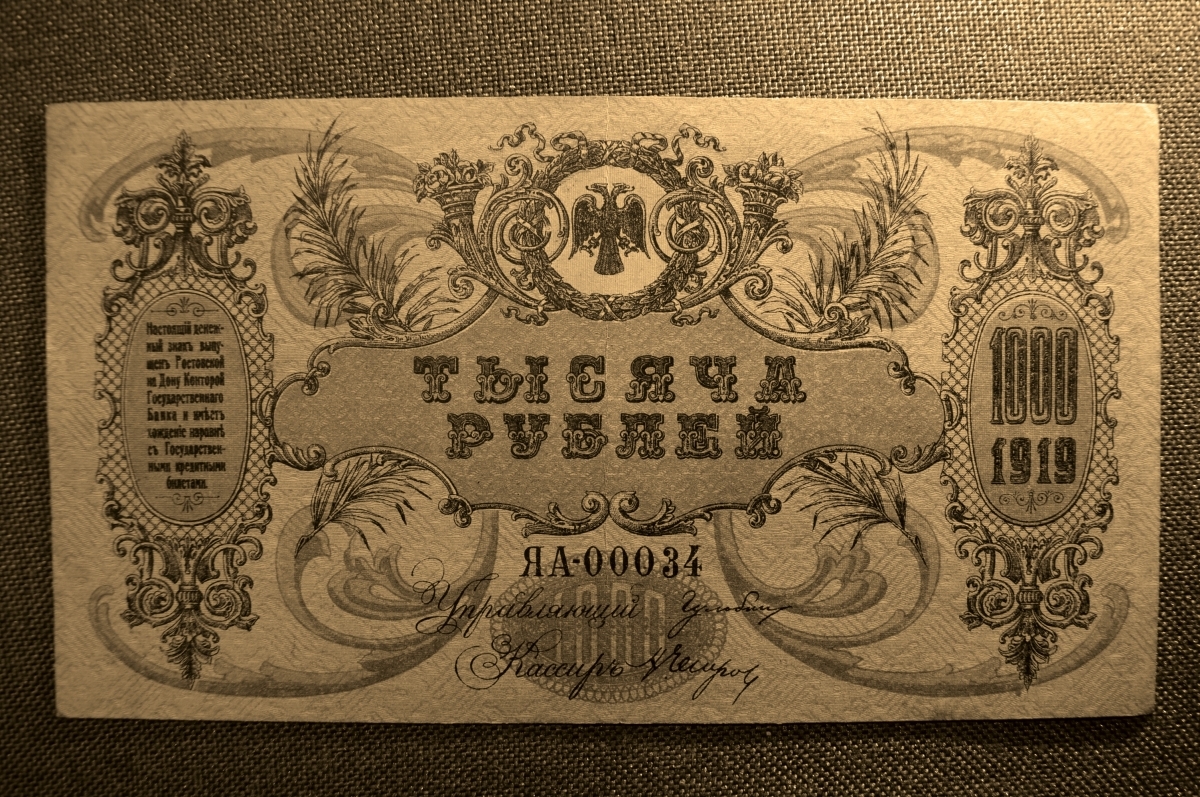 Настоящій денеж-
ный знакъ выпу-
щенъ Ростовской
на Дону Конторой
Государственнаго
Банка и имѣетъ
хожденіе наравнѣ
съ Государствен-
ными кредитными
билетами.
ТЫСЯЧА
РУБЛЕЙ
1000
1919
ЯА-00034
1000
Управляющій
Кассиръ